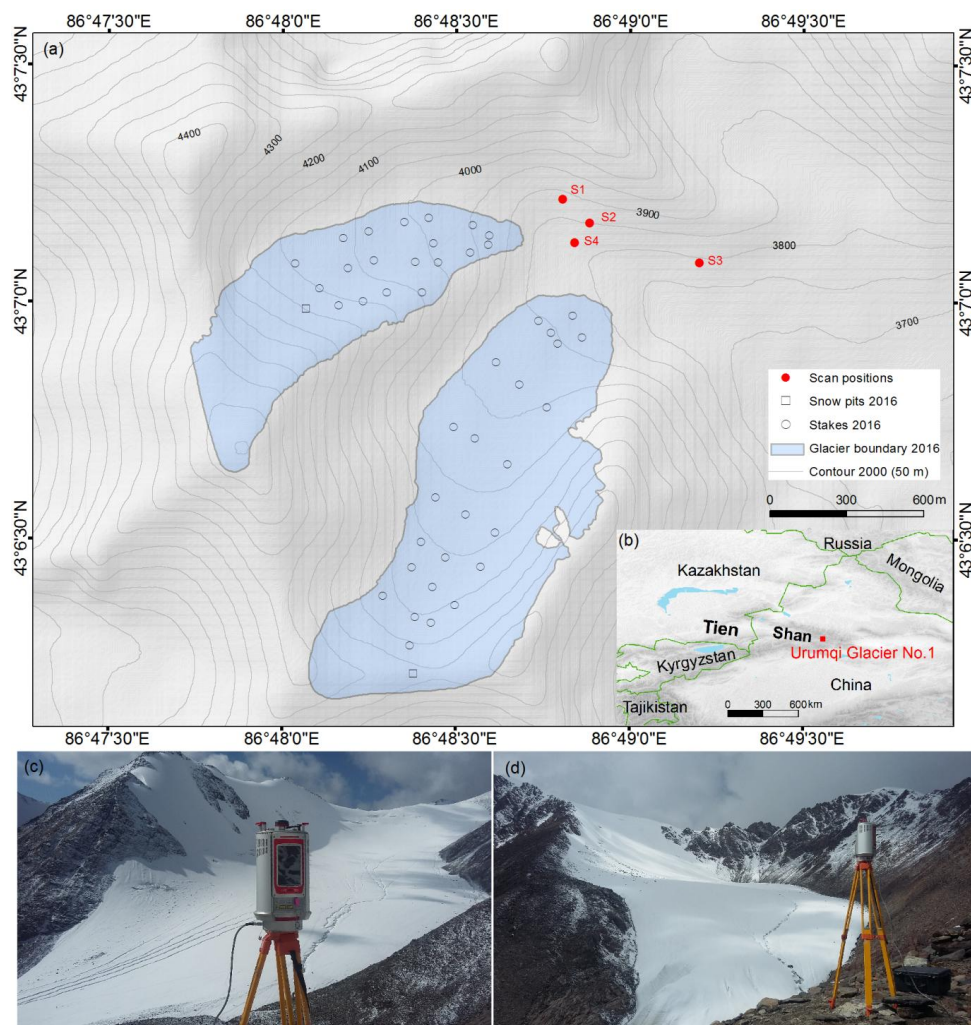 86°47'30"E 86°48'0"E 86°48'30"E 86°49'0"E 86°49'30"E
(a)
43°7'30"N 43°7'30"N
4400
4300
4200
4100
4000
S1
S2
3900
S4
3800
S3
43°7'0"N 43°7'0"N
3700
Scan positions
Snow pits 2016
Stakes 2016
Glacier boundary 2016
Contour 2000 (50 m)
0 300 600 m
43°6'30"N 43°6'30"N
(b)
Russia
Mongolia
Kazakhstan
Tien Shan
Urumqi Glacier No.1
Kyrgyzstan
China
Tajikistan
0 300 600 km
86°47'30"E 86°48'0"E 86°48'30"E 86°49'0"E 86°49'30"E
(c) (d)